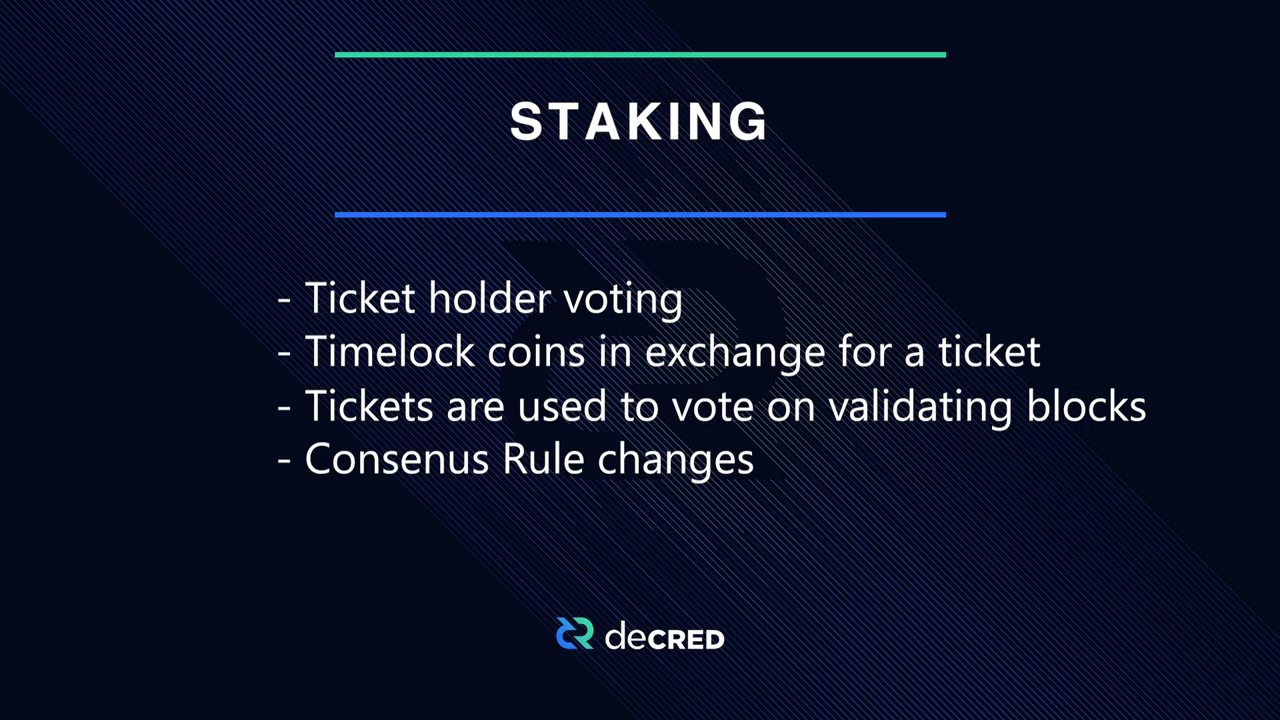 STAKING
- Ticket holder voting
- Timelock coins in exchange for a ticket
- Tickets are used to vote on validating blocks
- Consenus Rule changes
deCRED